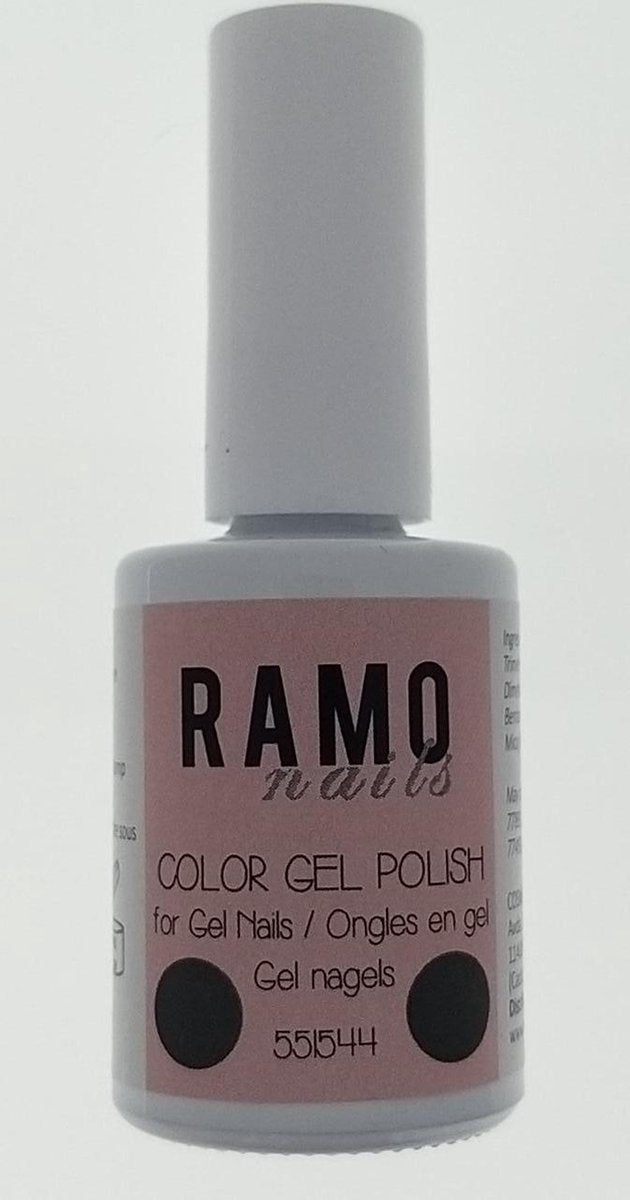 RAMO
nails
COLOR GEL POLISH
for Gel Nails / Ongles en gel
Gel nagels
551544